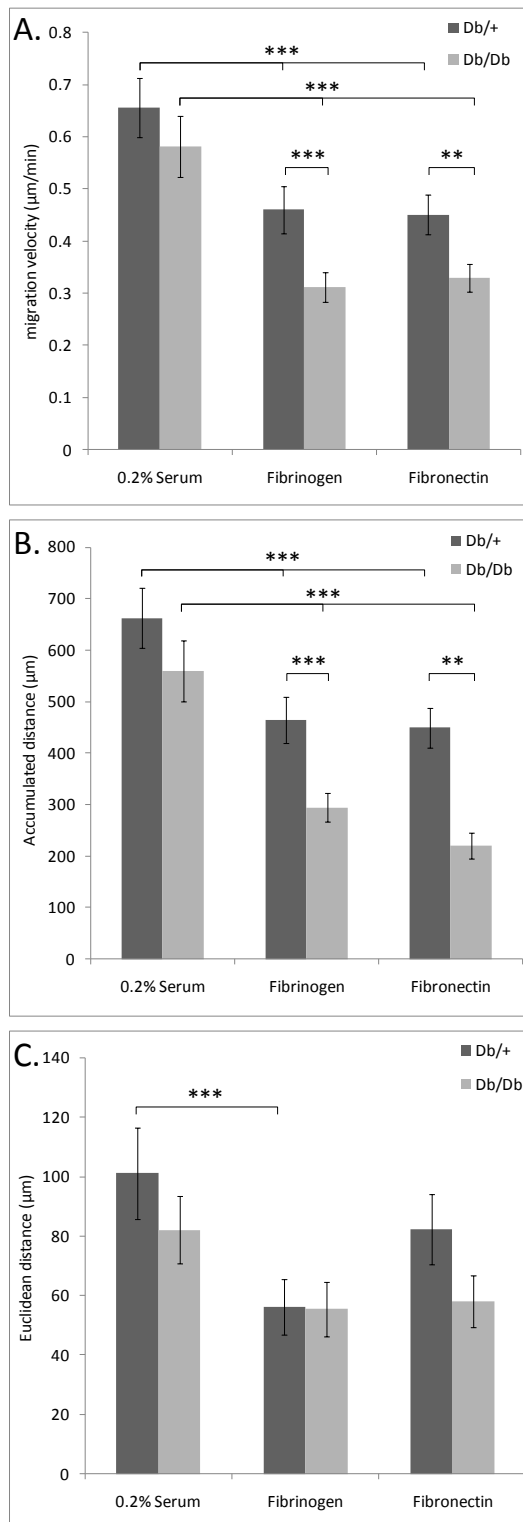 A.
0.8
Db/+
***
0.7
Db/Db
***
0.6
***
**
0.5
0.4
0.3
0.2
0.1
0
migration velocity (µm/min)
0.2% Serum Fibrinogen Fibronectin
B.
800
Db/+
***
Db/Db
700
***
600
***
**
500
400
300
200
100
0
Accumulated distance (µm)
0.2% Serum Fibrinogen Fibronectin
C.
Db/+
140
Db/Db
***
120
100
80
60
40
20
0
Euclidean distance (µm)
0.2% Serum Fibrinogen Fibronectin